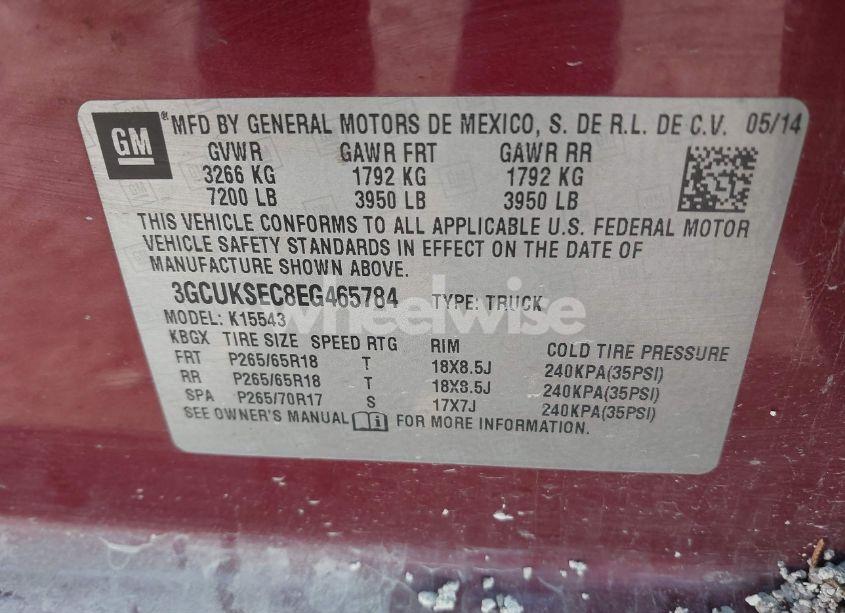 GM ® MFD BY GENERAL MOTORS DE MEXICO, S. DE R.L. DE C.V. 05/14
GVWR GAWR FRT GAWR RR
3266 KG 1792 KG 1792 KG
7200 LB 3950 LB 3950 LB
THIS VEHICLE CONFORMS TO ALL APPLICABLE U.S. FEDERAL MOTOR
VEHICLE SAFETY STANDARDS IN EFFECT ON THE DATE OF
MANUFACTURE SHOWN ABOVE.
3GCUKSEC8EG465784 TYPE: TRUCK
MODEL: K15543
wheelwise
KBGX TIRE SIZE SPEED RTG RIM COLD TIRE PRESSURE
FRT P265/65R18 T 18X8.5J 240KPA(35PSI)
RR P265/65R18 T 18X8.5J 240KPA(35PSI)
SPA P265/70R17 S 17X7J 240KPA(35PSI)
SEE OWNER'S MANUAL FOR MORE INFORMATION.